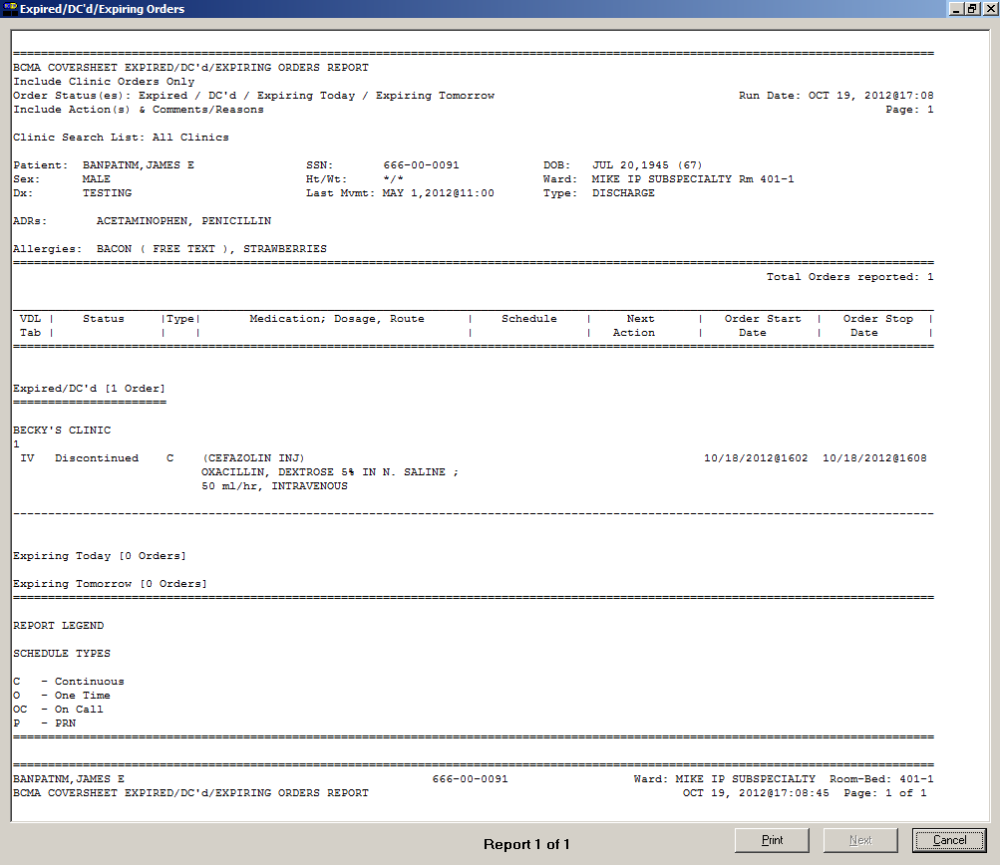 Expired/DC'd/Expiring Orders
BCMA COVERSHEET EXPIRED/DC'd/EXPIRING ORDERS REPORT
Include Clinic Orders Only
Order Status(es): Expired / DC'd / Expiring Today / Expiring Tomorrow Run Date: OCT 19, 2012@17:08
Include Action(s) & Comments/Reasons Page: 1
Clinic Search List: All Clinics
Patient: BANPATNM,JAMES E SSN: 666-00-0091 DOB: JUL 20,1945 (67)
Sex: MALE Ht/Wt: */* Ward: MIKE IP SUBSPECIALTY Rm 401-1
Dx: TESTING Last Mvmt: MAY 1,2012@11:00 Type: DISCHARGE
ADRs: ACETAMINOPHEN, PENICILLIN
Allergies: BACON ( FREE TEXT ), STRAWBERRIES
Total Orders reported: 1
VDL | Status |Type| Medication; Dosage, Route | Schedule | Next | Order Start | Order Stop |
Tab | | | | | Action | Date | Date |
Expired/DC'd [1 Order]
BECKY'S CLINIC
1
IV Discontinued C (CEFAZOLIN INJ) 10/18/2012@1602 10/18/2012@1608
OXACILLIN, DEXTROSE 5% IN N. SALINE ;
50 ml/hr, INTRAVENOUS
Expiring Today [0 Orders]
Expiring Tomorrow [0 Orders]
REPORT LEGEND
SCHEDULE TYPES
C - Continuous
O - One Time
OC - On Call
P - PRN
BANPATNM,JAMES E 666-00-0091 Ward: MIKE IP SUBSPECIALTY Room-Bed: 401-1
BCMA COVERSHEET EXPIRED/DC'd/EXPIRING ORDERS REPORT OCT 19, 2012@17:08:45 Page: 1 of 1
Report 1 of 1 Print Next Cancel